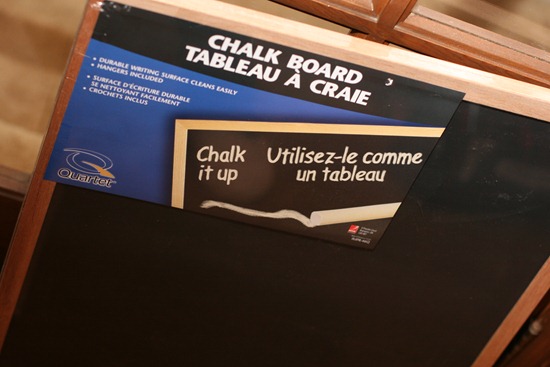 CHALK BOARD
TABLEAU À CRAIE
• DURABLE WRITING SURFACE CLEANS EASILY
• HANGERS INCLUDED
• SURFACE D'ÉCRITURE DURABLE
SE NETTOYANT FACILEMENT
• CROCHETS INCLUS
Quartet
Chalk
it up
Utilisez-le comme
un tableau